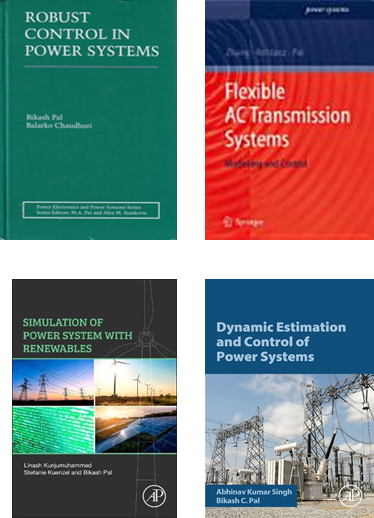 ROBUST
CONTROL IN
POWER SYSTEMS
Bikash Pal
Balarko Chaudhuri
Power Electronics and Power Systems Series
Series Editors: M.A. Pai and Alex M. Stankovic
power systems
Zhang · Rehtanz · Pal
Flexible
AC Transmission
Systems
Modelling and Control
Springer
SIMULATION OF
POWER SYSTEM WITH
RENEWABLES
Linash Kunjumuhammed
Stefanie Kuenzel and Bikash Pal
Dynamic Estimation
and Control of
Power Systems
Abhinav Kumar Singh
Bikash C. Pal